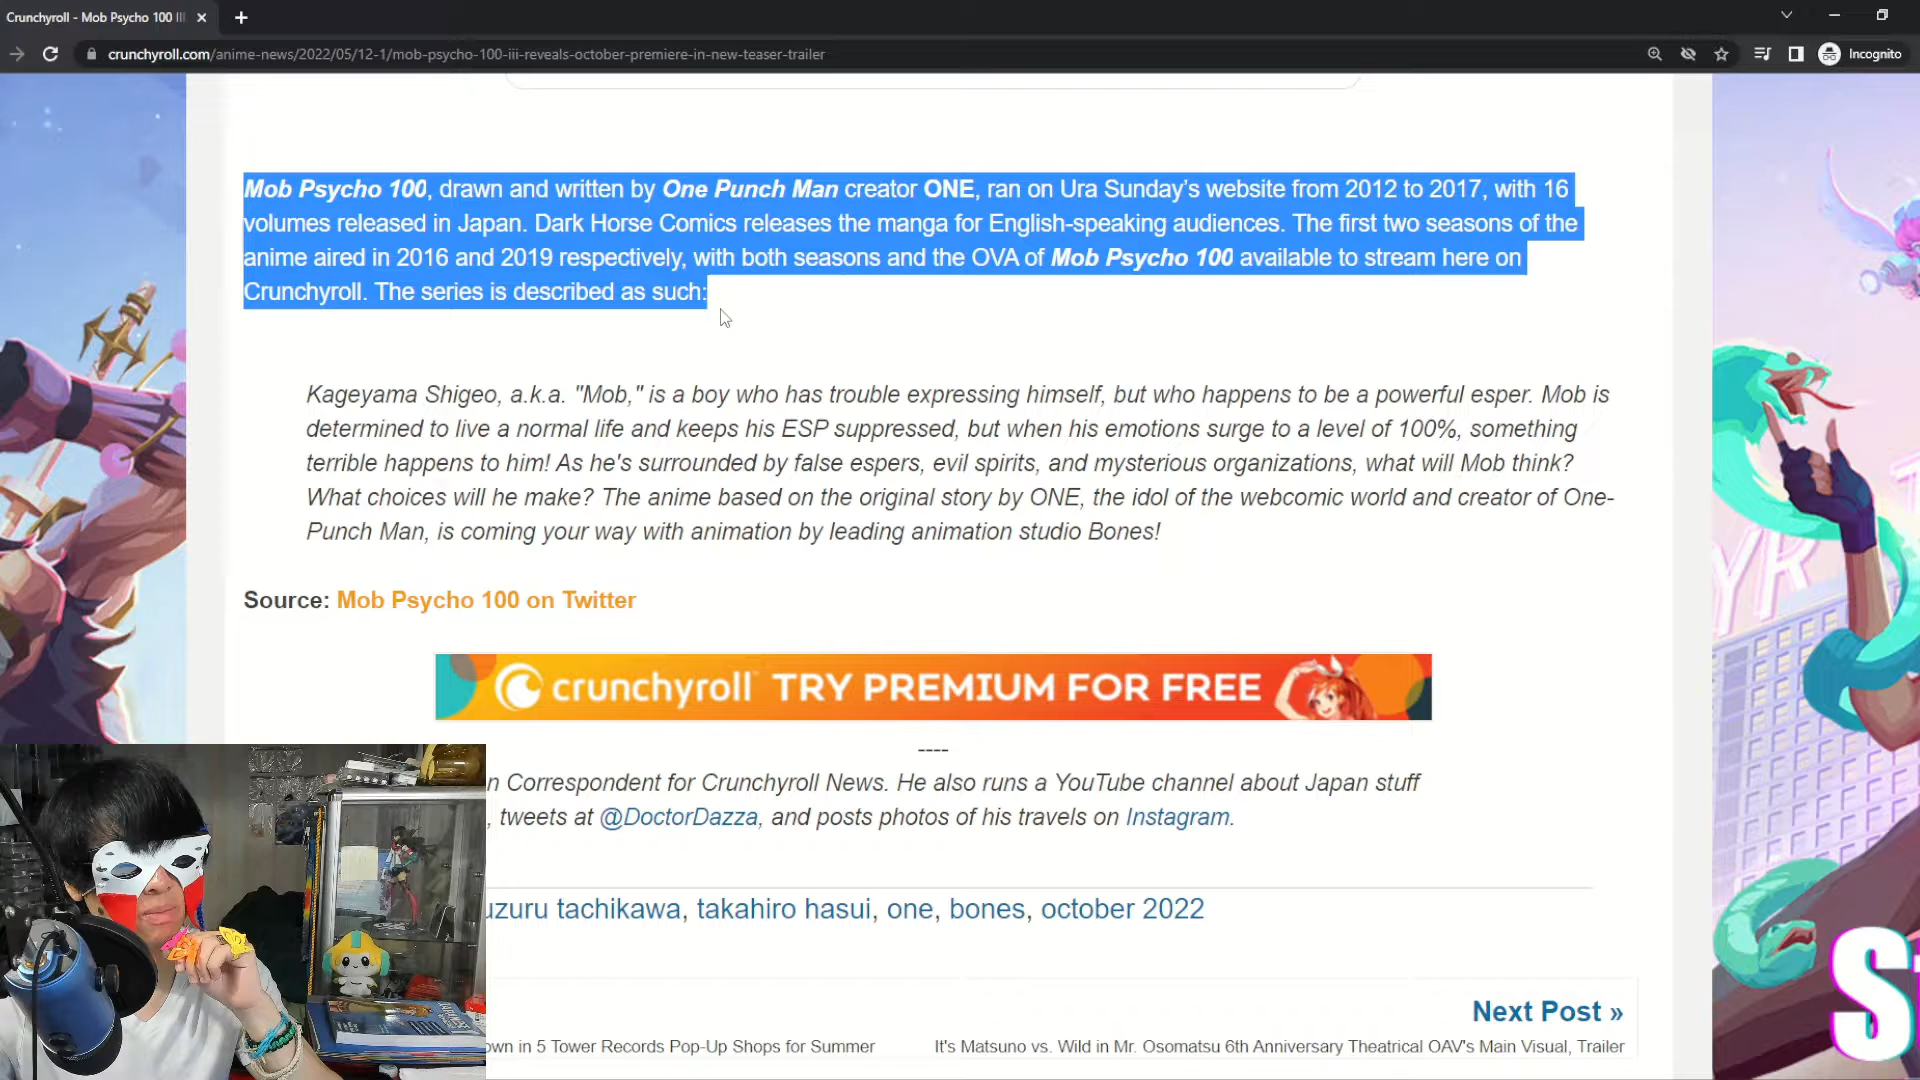 Crunchyroll - Mob Psycho 100 III
crunchyroll.com/anime-news/2022/05/12-1/mob-psycho-100-iii-reveals-october-premiere-in-new-teaser-trailer
Incognito
Mob Psycho 100, drawn and written by One Punch Man creator ONE, ran on Ura Sunday’s website from 2012 to 2017, with 16
volumes released in Japan. Dark Horse Comics releases the manga for English-speaking audiences. The first two seasons of the
anime aired in 2016 and 2019 respectively, with both seasons and the OVA of Mob Psycho 100 available to stream here on
Crunchyroll. The series is described as such:
Kageyama Shigeo, a.k.a. "Mob," is a boy who has trouble expressing himself, but who happens to be a powerful esper. Mob is
determined to live a normal life and keeps his ESP suppressed, but when his emotions surge to a level of 100%, something
terrible happens to him! As he's surrounded by false espers, evil spirits, and mysterious organizations, what will Mob think?
What choices will he make? The anime based on the original story by ONE, the idol of the webcomic world and creator of One-
Punch Man, is coming your way with animation by leading animation studio Bones!
Source: Mob Psycho 100 on Twitter
crunchyroll TRY PREMIUM FOR FREE
----
n Correspondent for Crunchyroll News. He also runs a YouTube channel about Japan stuff
, tweets at @DoctorDazza, and posts photos of his travels on Instagram.
uzuru tachikawa, takahiro hasui, one, bones, october 2022
Next Post »
own in 5 Tower Records Pop-Up Shops for Summer
It's Matsuno vs. Wild in Mr. Osomatsu 6th Anniversary Theatrical OAV's Main Visual, Trailer